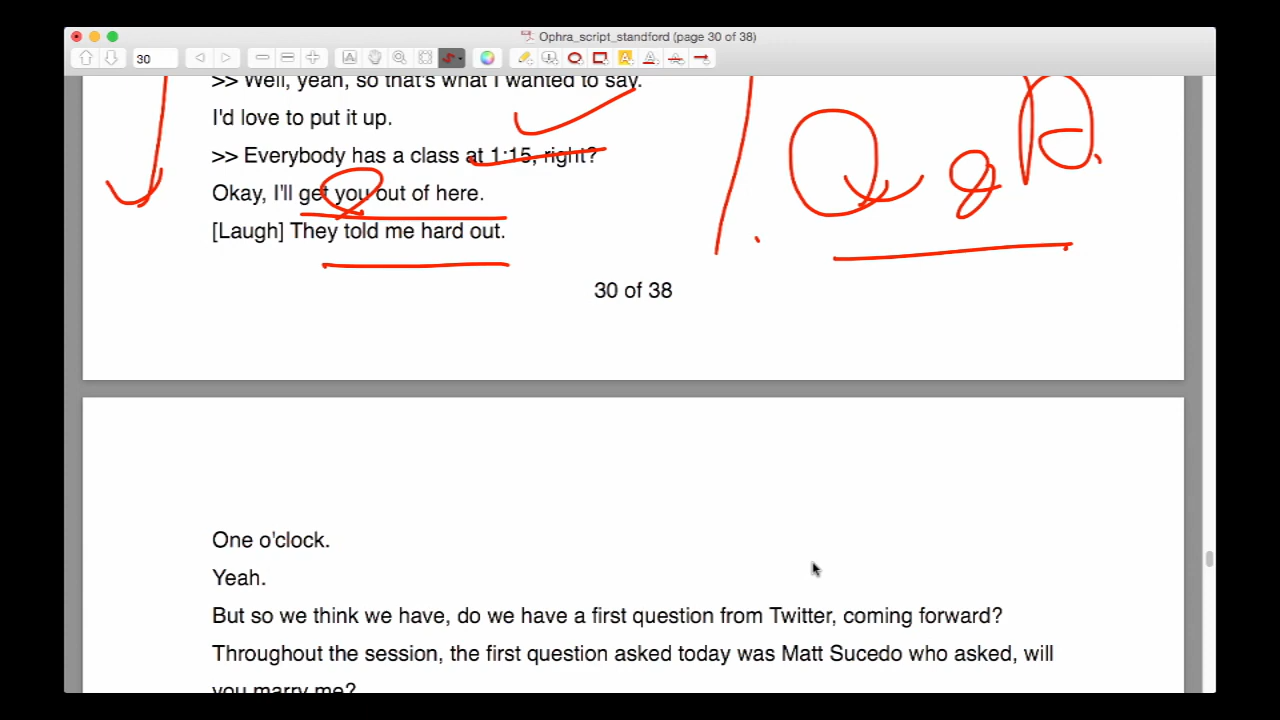 Ophra_script_standford (page 30 of 38)
30
>> Well, yeah, so that's what I wanted to say.
I'd love to put it up.
>> Everybody has a class at 1:15, right?
Okay, I'll get you out of here.
[Laugh] They told me hard out.
Q &
30 of 38
One o'clock.
Yeah.
But so we think we have, do we have a first question from Twitter, coming forward?
Throughout the session, the first question asked today was Matt Sucedo who asked, will
you marry me?